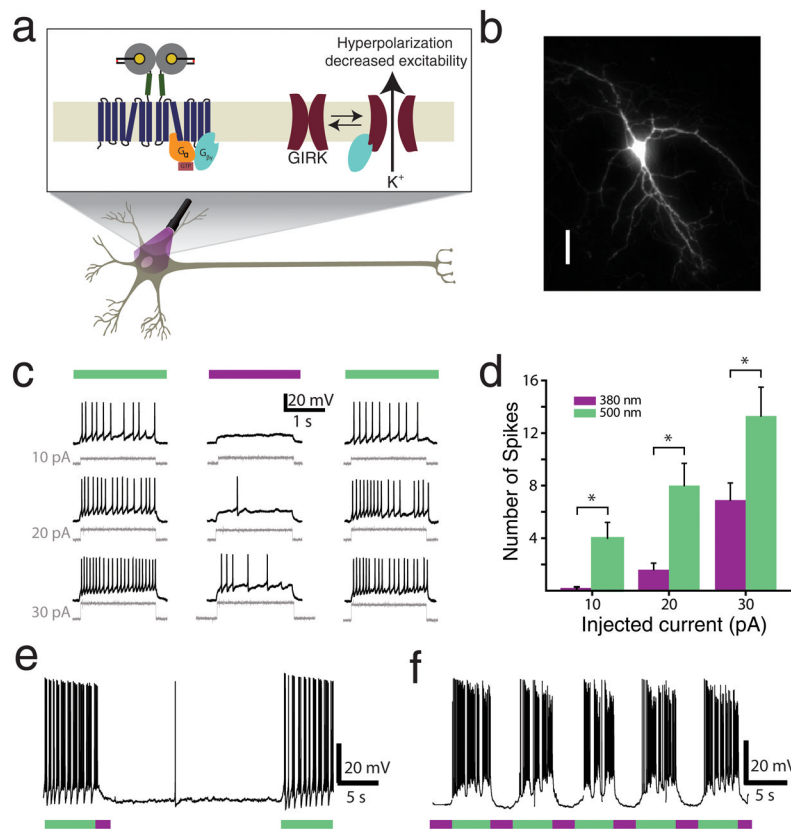 a
Hyperpolarization
decreased excitability
Gα
GTP
Gβγ
GIRK
K+
b
c
20 mV
1 s
10 pA
20 pA
30 pA
d
Number of Spikes
16
12
8
4
380 nm
500 nm
*
*
*
10
20
30
Injected current (pA)
e
20 mV
5 s
f
20 mV
5 s